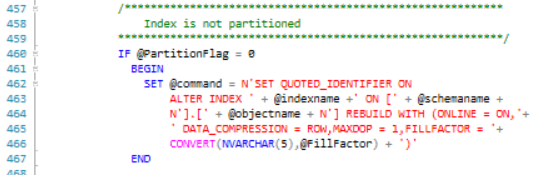 457 /************************************************************
458 Index is not partitioned
459 ************************************************************/
460 IF @PartitionFlag = 0
461 BEGIN
462 SET @command = N'SET QUOTED_IDENTIFIER ON
463 ALTER INDEX ' + @indexname +' ON [' + @schemaname +
464 N'].[' + @objectname + N'] REBUILD WITH (ONLINE = ON,'+
465 ' DATA_COMPRESSION = ROW,MAXDOP = 1,FILLFACTOR = '+
466 CONVERT(NVARCHAR(5),@FillFactor) + ')'
467 END
468